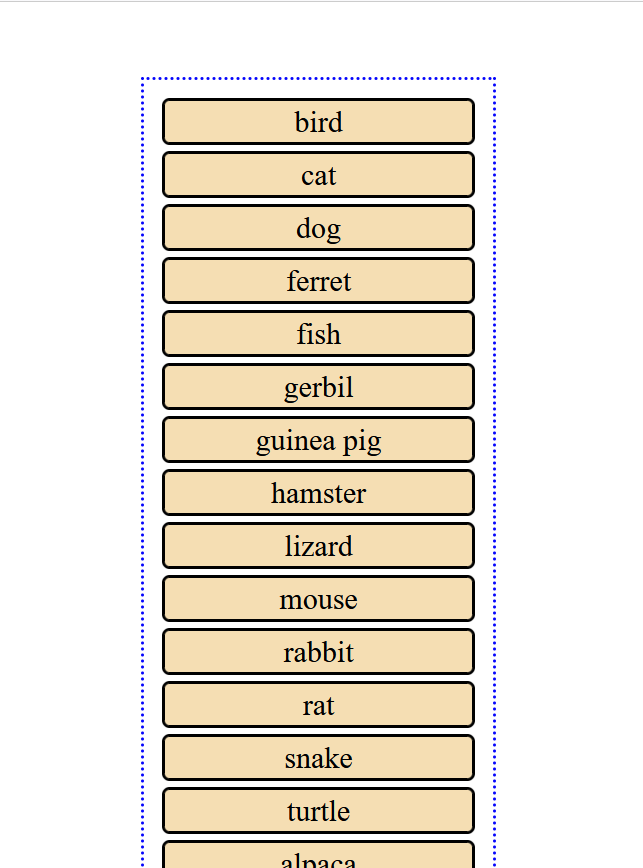 bird
cat
dog
ferret
fish
gerbil
guinea pig
hamster
lizard
mouse
rabbit
rat
snake
turtle
alpaca